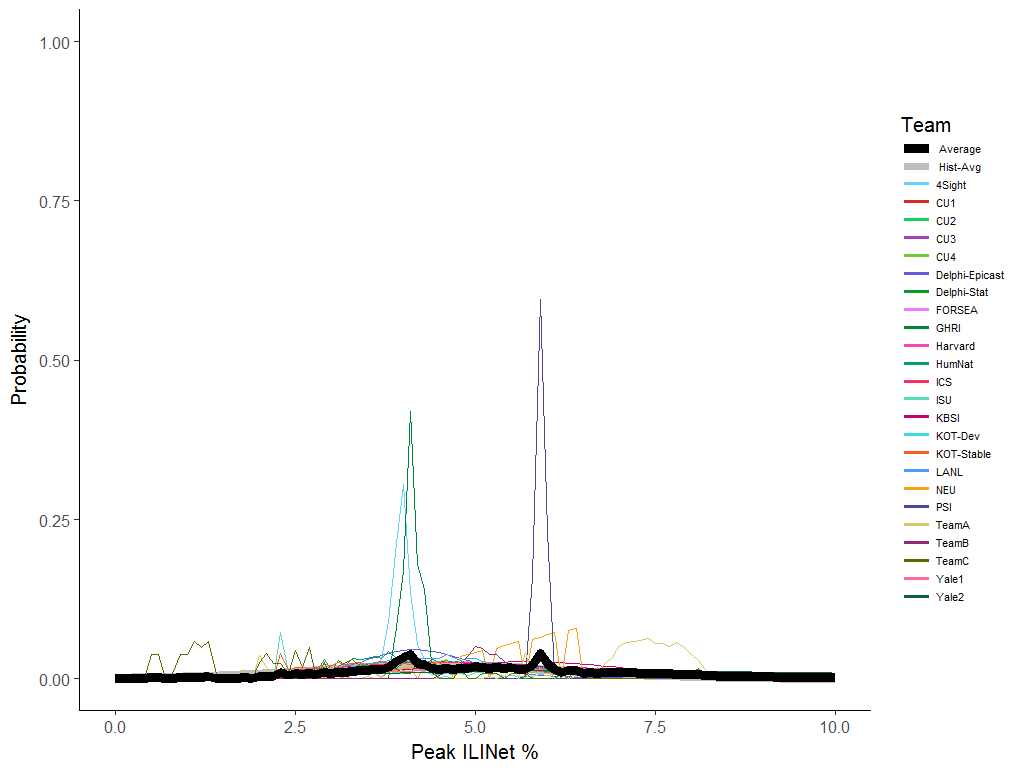 1.00
0.75
0.50
0.25
0.00
Probability
0.0
2.5
5.0
7.5
10.0
Peak ILINet %
Team
Average
Hist-Avg
4Sight
CU1
CU2
CU3
CU4
Delphi-Epicast
Delphi-Stat
FORSEA
GHRI
Harvard
HumNat
ICS
ISU
KBSI
KOT-Dev
KOT-Stable
LANL
NEU
PSI
TeamA
TeamB
TeamC
Yale1
Yale2